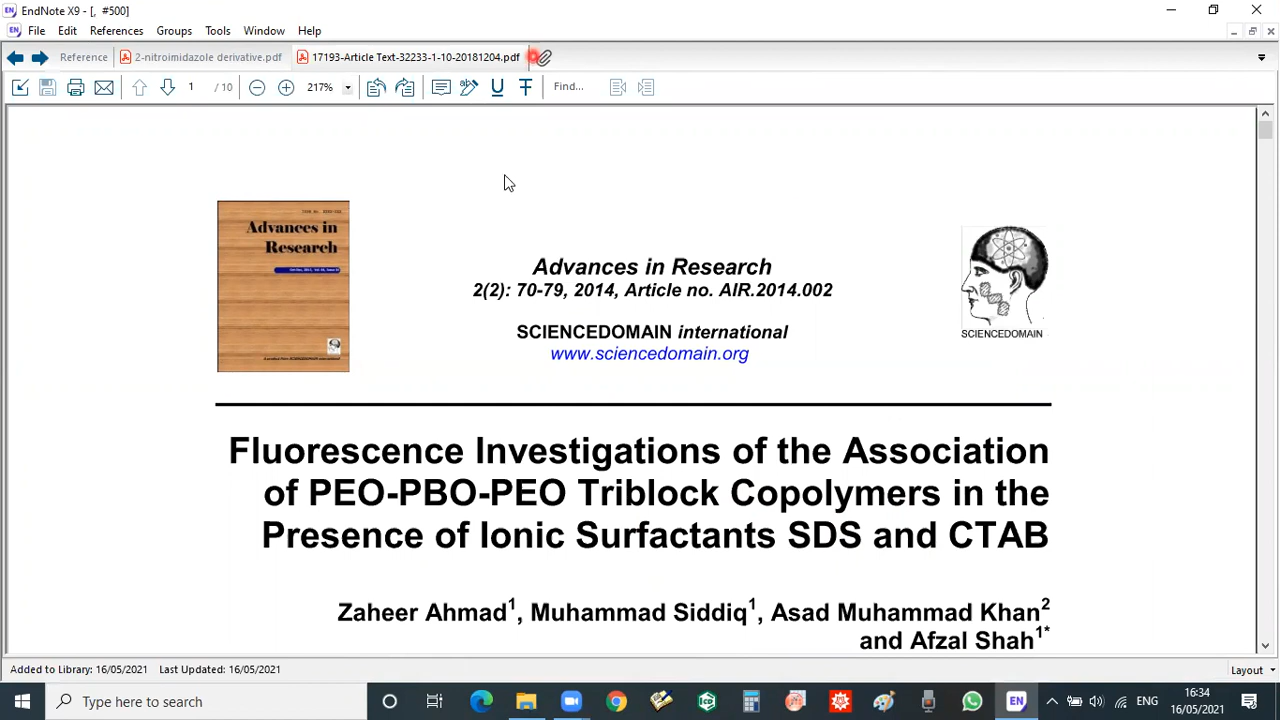 EndNote X9 - [, #500]
File Edit References Groups Tools Window Help
Reference 2-nitroimidazole derivative.pdf 17193-Article Text-32233-1-10-20181204.pdf
1 / 10 217% Find...
Advances in
Research
Advances in Research
2(2): 70-79, 2014, Article no. AIR.2014.002
SCIENCEDOMAIN international
www.sciencedomain.org
SCIENCEDOMAIN
Fluorescence Investigations of the Association
of PEO-PBO-PEO Triblock Copolymers in the
Presence of Ionic Surfactants SDS and CTAB
Zaheer Ahmad1, Muhammad Siddiq1, Asad Muhammad Khan2
and Afzal Shah1*
Added to Library: 16/05/2021 Last Updated: 16/05/2021 Layout
Type here to search EN ENG 16:34
16/05/2021